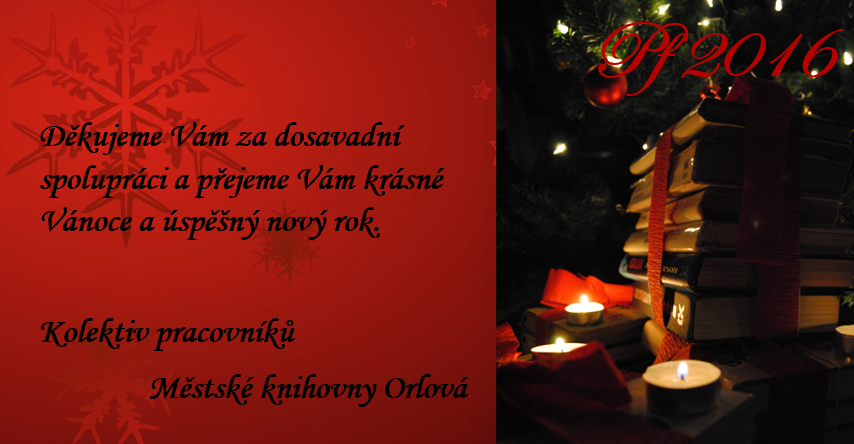 Pf 2016
Děkujeme Vám za dosavadní
spolupráci a přejeme Vám krásné
Vánoce a úspěšný nový rok.
Kolektiv pracovníků
Městské knihovny Orlová